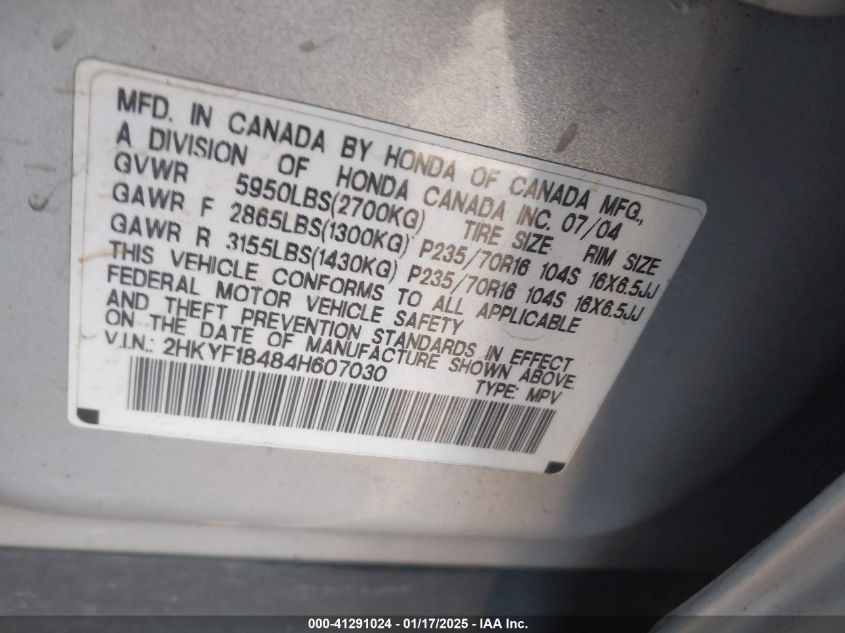 MFD. IN CANADA BY HONDA OF CANADA MFG.,
A DIVISION OF HONDA CANADA INC. 07/04
GVWR 5950LBS(2700KG) TIRE SIZE RIM SIZE
GAWR F 2865LBS(1300KG) P235/70R16 104S 16X6.5JJ
GAWR R 3155LBS(1430KG) P235/70R16 104S 16X6.5JJ
THIS VEHICLE CONFORMS TO ALL APPLICABLE
FEDERAL MOTOR VEHICLE SAFETY
AND THEFT PREVENTION STANDARDS IN EFFECT
ON THE DATE OF MANUFACTURE SHOWN ABOVE.
V.I.N.: 2HKYF18484H607030 TYPE: MPV
000-41291024 — 01/17/2025 — IAA Inc.